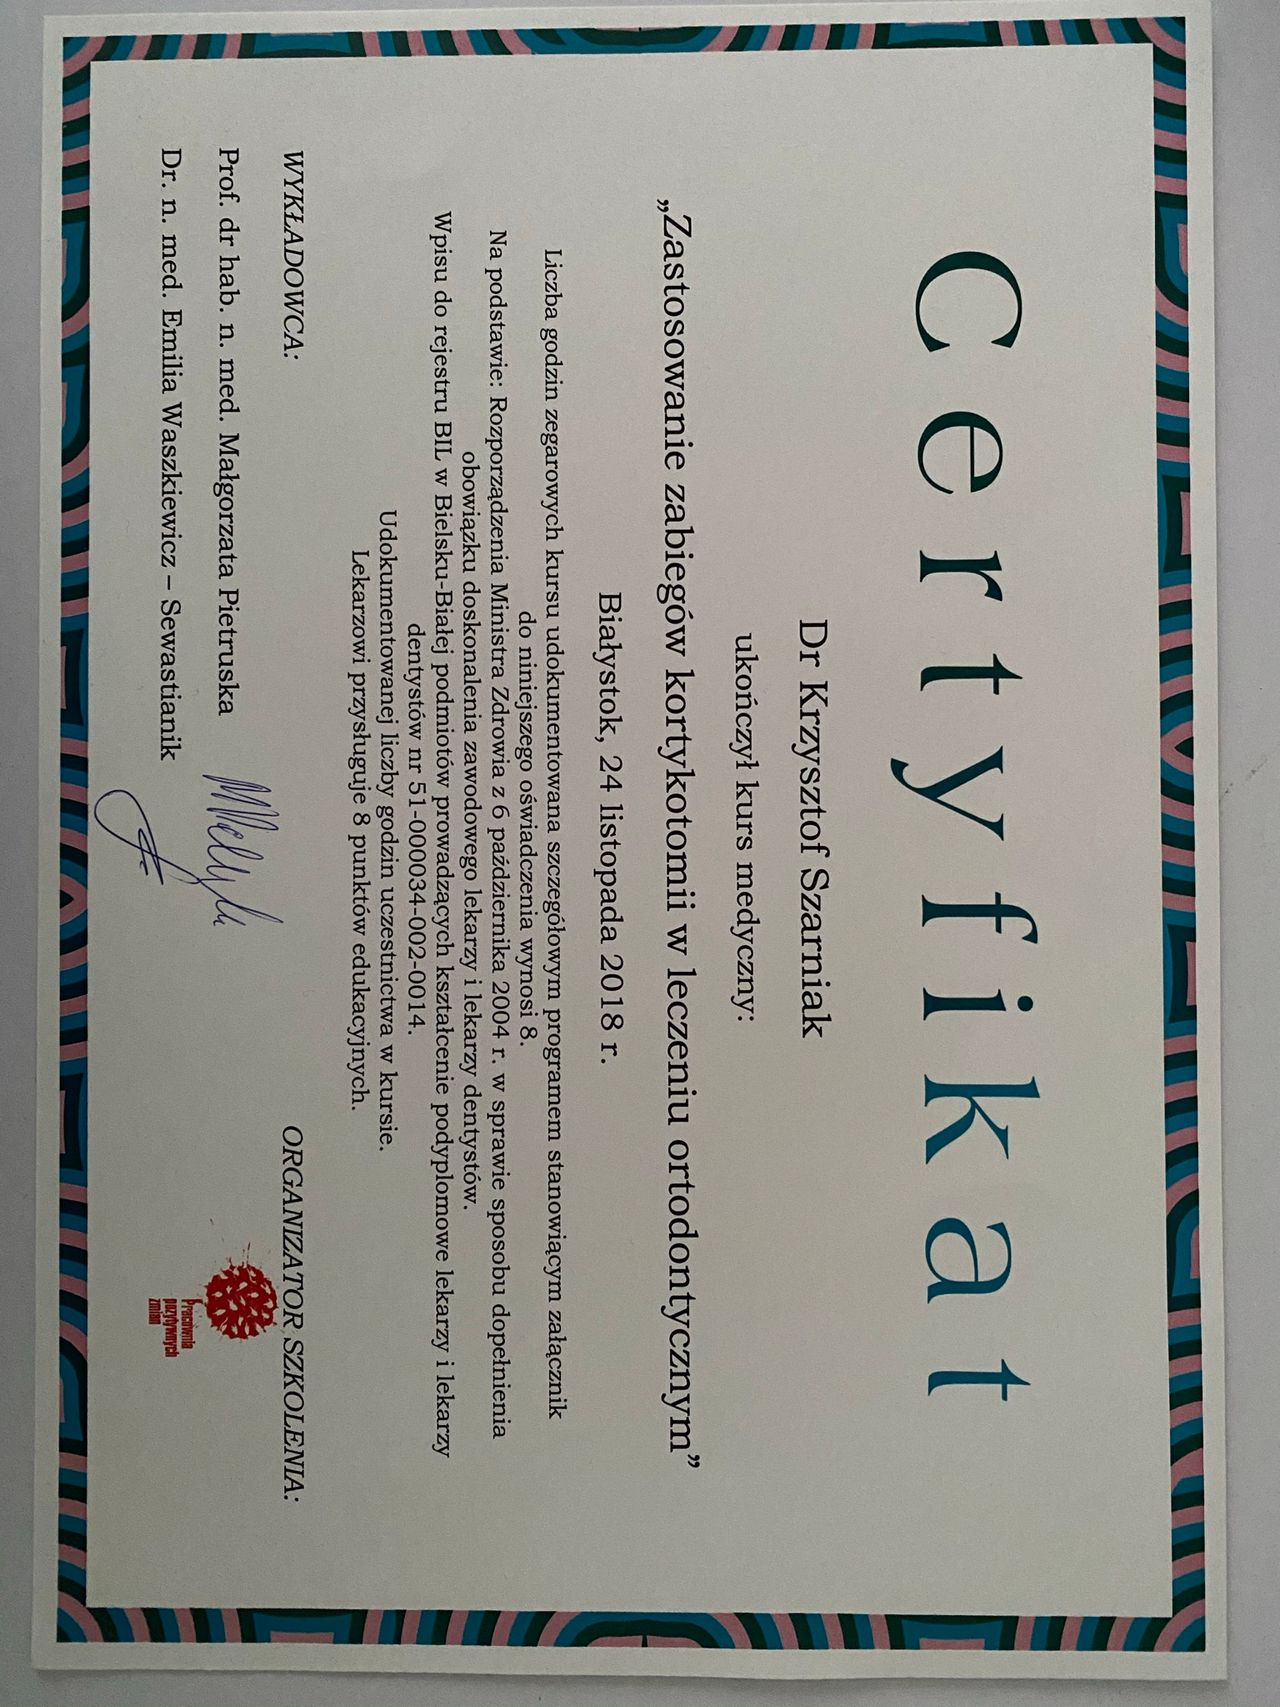 Certyfikat
Dr Krzysztof Szarniak
ukończył kurs medyczny:
„Zastosowanie zabiegów kortykotomii w leczeniu ortodontycznym”
Białystok, 24 listopada 2018 r.
Liczba godzin zegarowych kursu udokumentowana szczegółowym programem stanowiącym załącznik
do niniejszego oświadczenia wynosi 8.
Na podstawie: Rozporządzenia Ministra Zdrowia z 6 października 2004 r. w sprawie sposobu dopełnienia
obowiązku doskonalenia zawodowego lekarzy i lekarzy dentystów.
Wpisu do rejestru BIL w Bielsku-Białej podmiotów prowadzących kształcenie podyplomowe lekarzy i lekarzy
dentystów nr 51-000034-002-0014.
Udokumentowanej liczby godzin uczestnictwa w kursie.
Lekarzowi przysługuje 8 punktów edukacyjnych.
WYKŁADOWCA:
Prof. dr hab. n. med. Małgorzata Pietruska
Dr. n. med. Emilia Waszkiewicz – Sewastianik
ORGANIZATOR SZKOLENIA:
Pracownia
pozytywnych
zmian